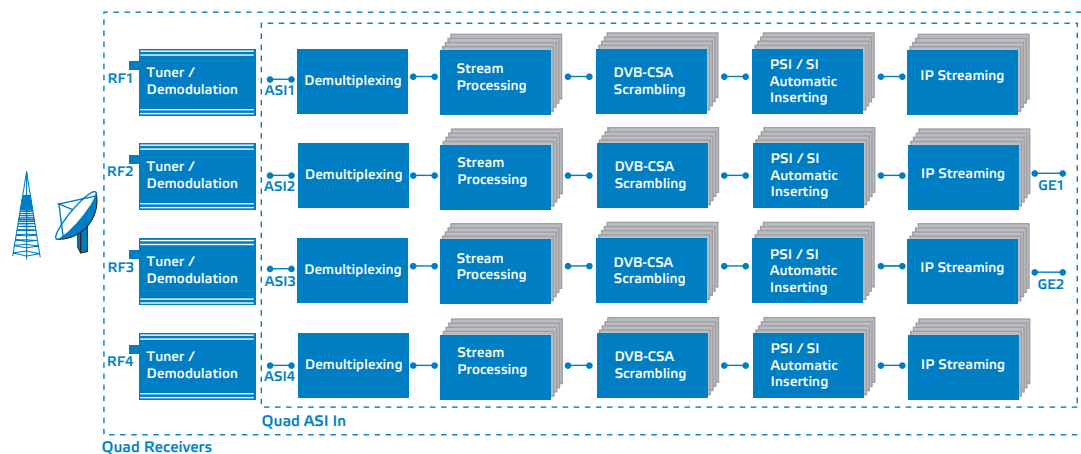 RF1
Tuner /
Demodulation
ASI1
Demultiplexing
Stream
Processing
DVB-CSA
Scrambling
PSI / SI
Automatic
Inserting
IP Streaming
RF2
Tuner /
Demodulation
ASI2
Demultiplexing
Stream
Processing
DVB-CSA
Scrambling
PSI / SI
Automatic
Inserting
IP Streaming
GE1
RF3
Tuner /
Demodulation
ASI3
Demultiplexing
Stream
Processing
DVB-CSA
Scrambling
PSI / SI
Automatic
Inserting
IP Streaming
GE2
RF4
Tuner /
Demodulation
ASI4
Demultiplexing
Stream
Processing
DVB-CSA
Scrambling
PSI / SI
Automatic
Inserting
IP Streaming
Quad ASI In
Quad Receivers